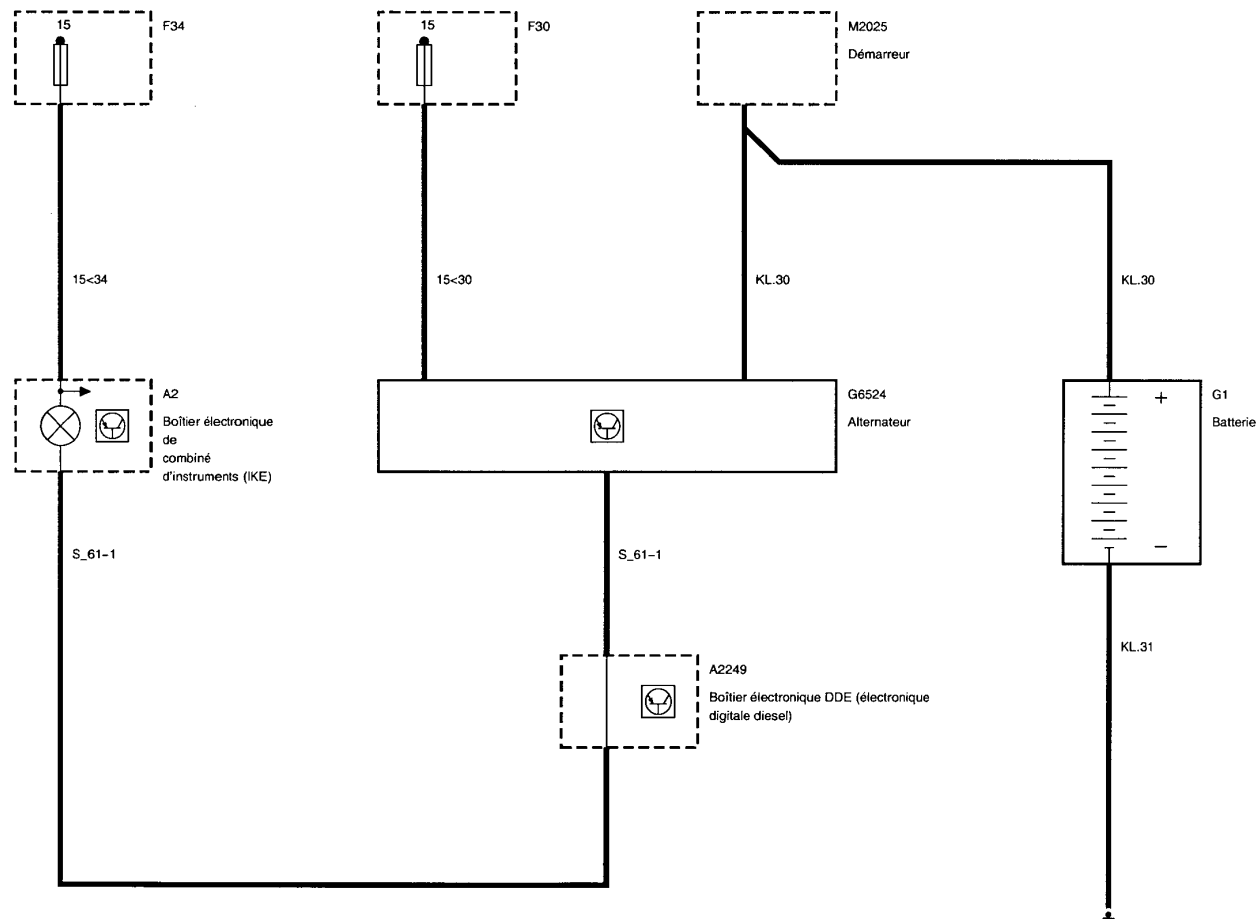 15
F34
15
F30
M2025
Démarreur
15<34
15<30
KL.30
KL.30
A2
Boîtier électronique
de
combiné
d'instruments (IKE)
G6524
Alternateur
+
G1
Batterie
−
S_61-1
S_61-1
KL.31
A2249
Boîtier électronique DDE (électronique
digitale diesel)